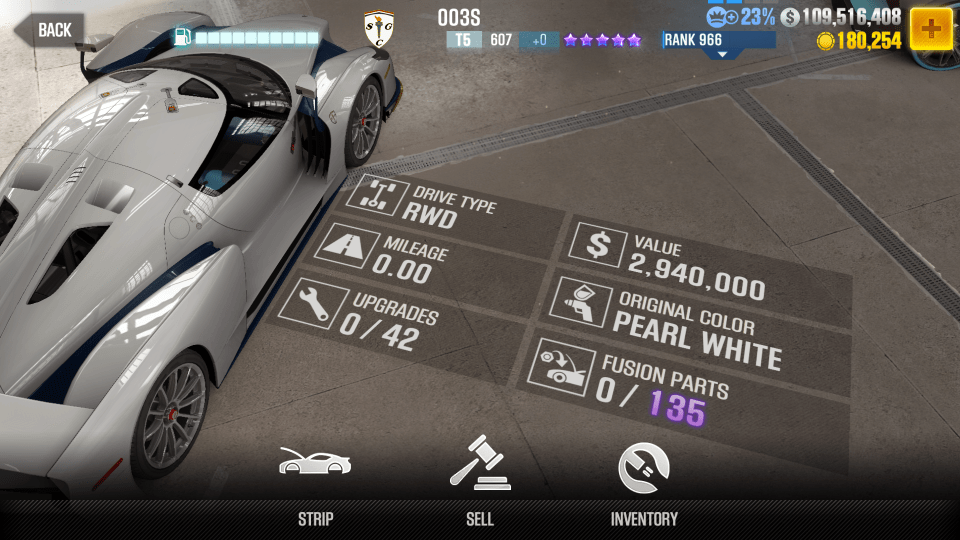 BACK
003S
T5 607 +0
SCG
23%
109,516,408
RANK 966
180,254
DRIVE TYPE
RWD
MILEAGE
0.00
UPGRADES
0 / 42
VALUE
2,940,000
ORIGINAL COLOR
PEARL WHITE
FUSION PARTS
0 / 135
STRIP
SELL
INVENTORY